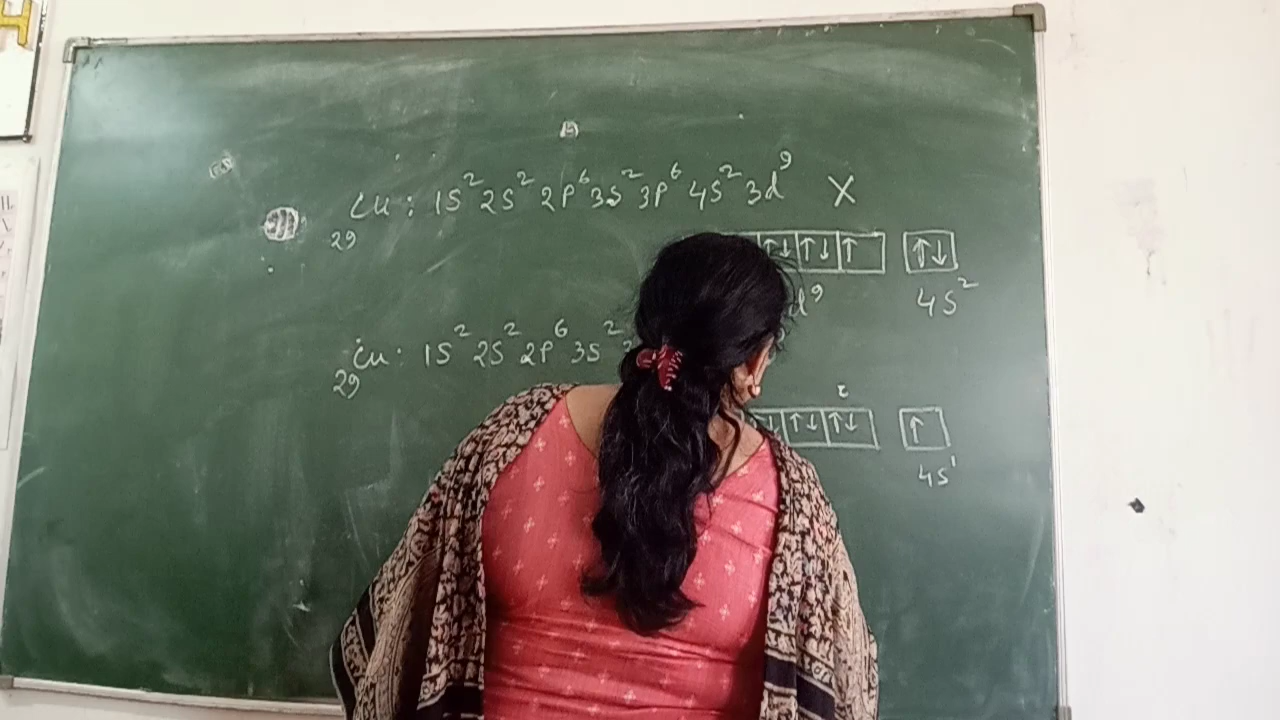 H
Cu : 1s² 2s² 2p⁶ 3s² 3p⁶ 4s² 3d⁹ X
29
↑↓ ↑↓ ↑ ↑↓
d⁹ 4s²
Cu : 1s² 2s² 2p⁶ 3s²
29
↑↓ ↑↓ ↑↓ ↑
4s¹